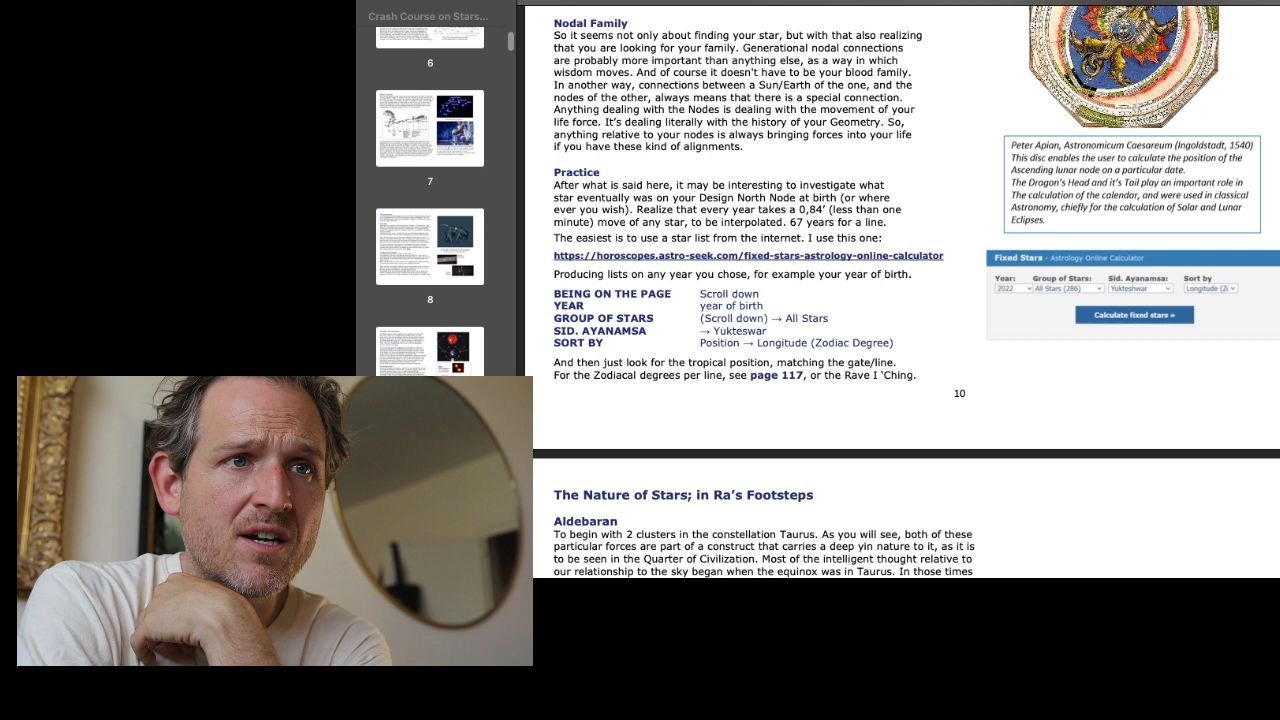 Crash Course on Stars...
6
7
8
Nodal Family
So it seems not only about finding your star, but with that also realizing
that you are looking for your family. Generational nodal connections
are probably more important than anything else, as a way in which
wisdom moves. And of course it doesn't have to be your blood family.
In another way, connections between a Sun/Earth of the one, and the
nodes of the other, always means that there is a special connection.
Anything dealing with the Nodes is dealing with the movement of your
life force. It's dealing literally with the history of your Geometry. So,
anything relative to your nodes is always bringing forces into your life
if you have these kind of alignments.
Practice
After what is said here, it may be interesting to investigate what
star eventually was on your Design North Node at birth (or where
ever you wish). Realize that every year takes a 0,84' (less than one
minute) move of any star, to be interpolated. 67 years for a line.
The easiest is to use a star list from the internet. I use this one:
https://horoscopes.astro-seek.com/fixed-stars-astrology-online-calculator
Producing lists on any year you chose, for example your year of birth.
BEING ON THE PAGE Scroll down
YEAR year of birth
GROUP OF STARS (Scroll down) → All Stars
SID. AYANAMSA → Yukteswar
SORT BY Position → Longitude (Zodiac Degree)
And then just look for the tropical position, matching the gate/line.
For the Zodiacal degrees per line, see page 117, or the Rave I 'Ching.
10
Peter Apian, Astronomicum Caesareum (Ingoldstadt, 1540)
This disc enables the user to calculate the position of the
Ascending lunar node on a particular date.
The Dragon's Head and it's Tail play an important role in
The calculation of the calendar, and were used in classical
Astronomy, chiefly for the calculation of Solar and Lunar
Eclipses.
Fixed Stars - Astrology Online Calculator
Year: Group of Stars: Sid. Ayanamsa: Sort by
2022 All Stars (286) Yukteshwar Longitude (Zo
Calculate fixed stars »
The Nature of Stars; in Ra's Footsteps
Aldebaran
To begin with 2 clusters in the constellation Taurus. As you will see, both of these
particular forces are part of a construct that carries a deep yin nature to it, as it is
to be seen in the Quarter of Civilization. Most of the intelligent thought relative to
our relationship to the sky began when the equinox was in Taurus. In those times